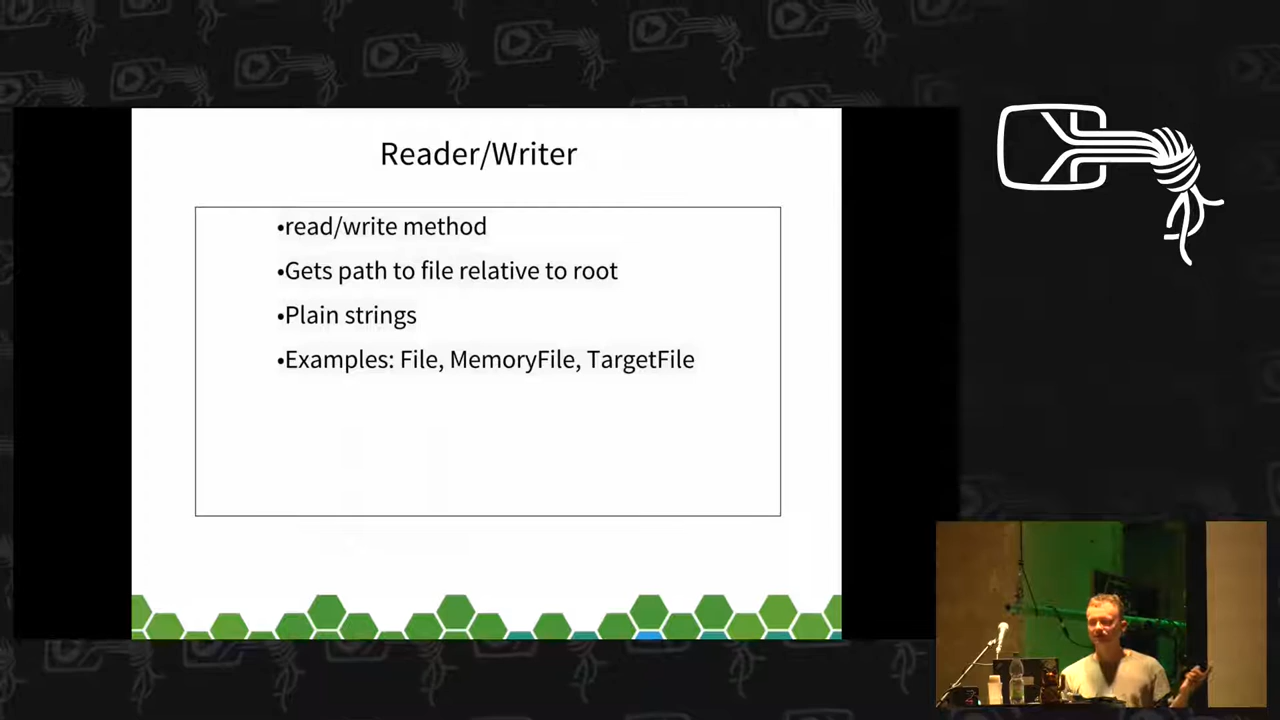 Reader/Writer
•read/write method
•Gets path to file relative to root
•Plain strings
•Examples: File, MemoryFile, TargetFile